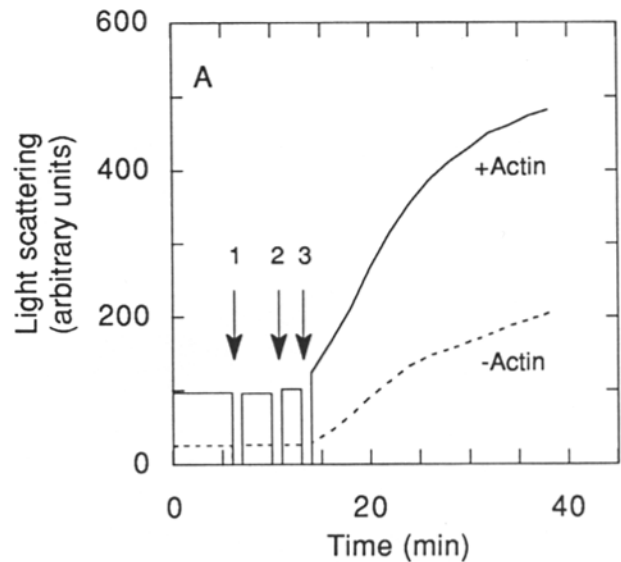 600
A
Light scattering
(arbitrary units)
400
+Actin
1 2 3
200
-Actin
0
0 20 40
Time (min)